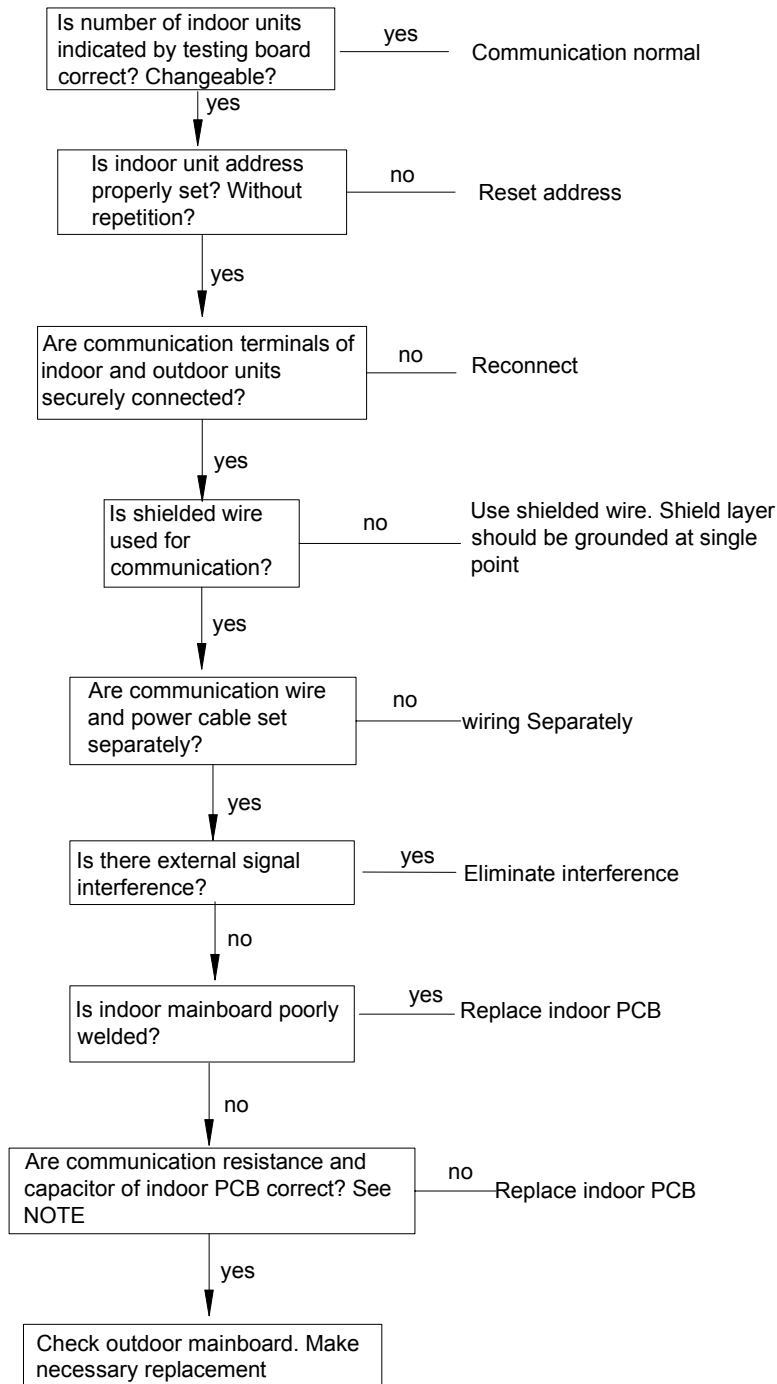 Is number of indoor units
indicated by testing board
correct? Changeable?
yes
Communication normal
yes
Is indoor unit address
properly set? Without
repetition?
no
Reset address
yes
Are communication terminals of
indoor and outdoor units
securely connected?
no
Reconnect
yes
Is shielded wire
used for
communication?
no
Use shielded wire. Shield layer
should be grounded at single
point
yes
Are communication wire
and power cable set
separately?
no
wiring Separately
yes
Is there external signal
interference?
yes
Eliminate interference
no
Is indoor mainboard poorly
welded?
yes
Replace indoor PCB
no
Are communication resistance and
capacitor of indoor PCB correct? See
NOTE
no
Replace indoor PCB
yes
Check outdoor mainboard. Make
necessary replacement